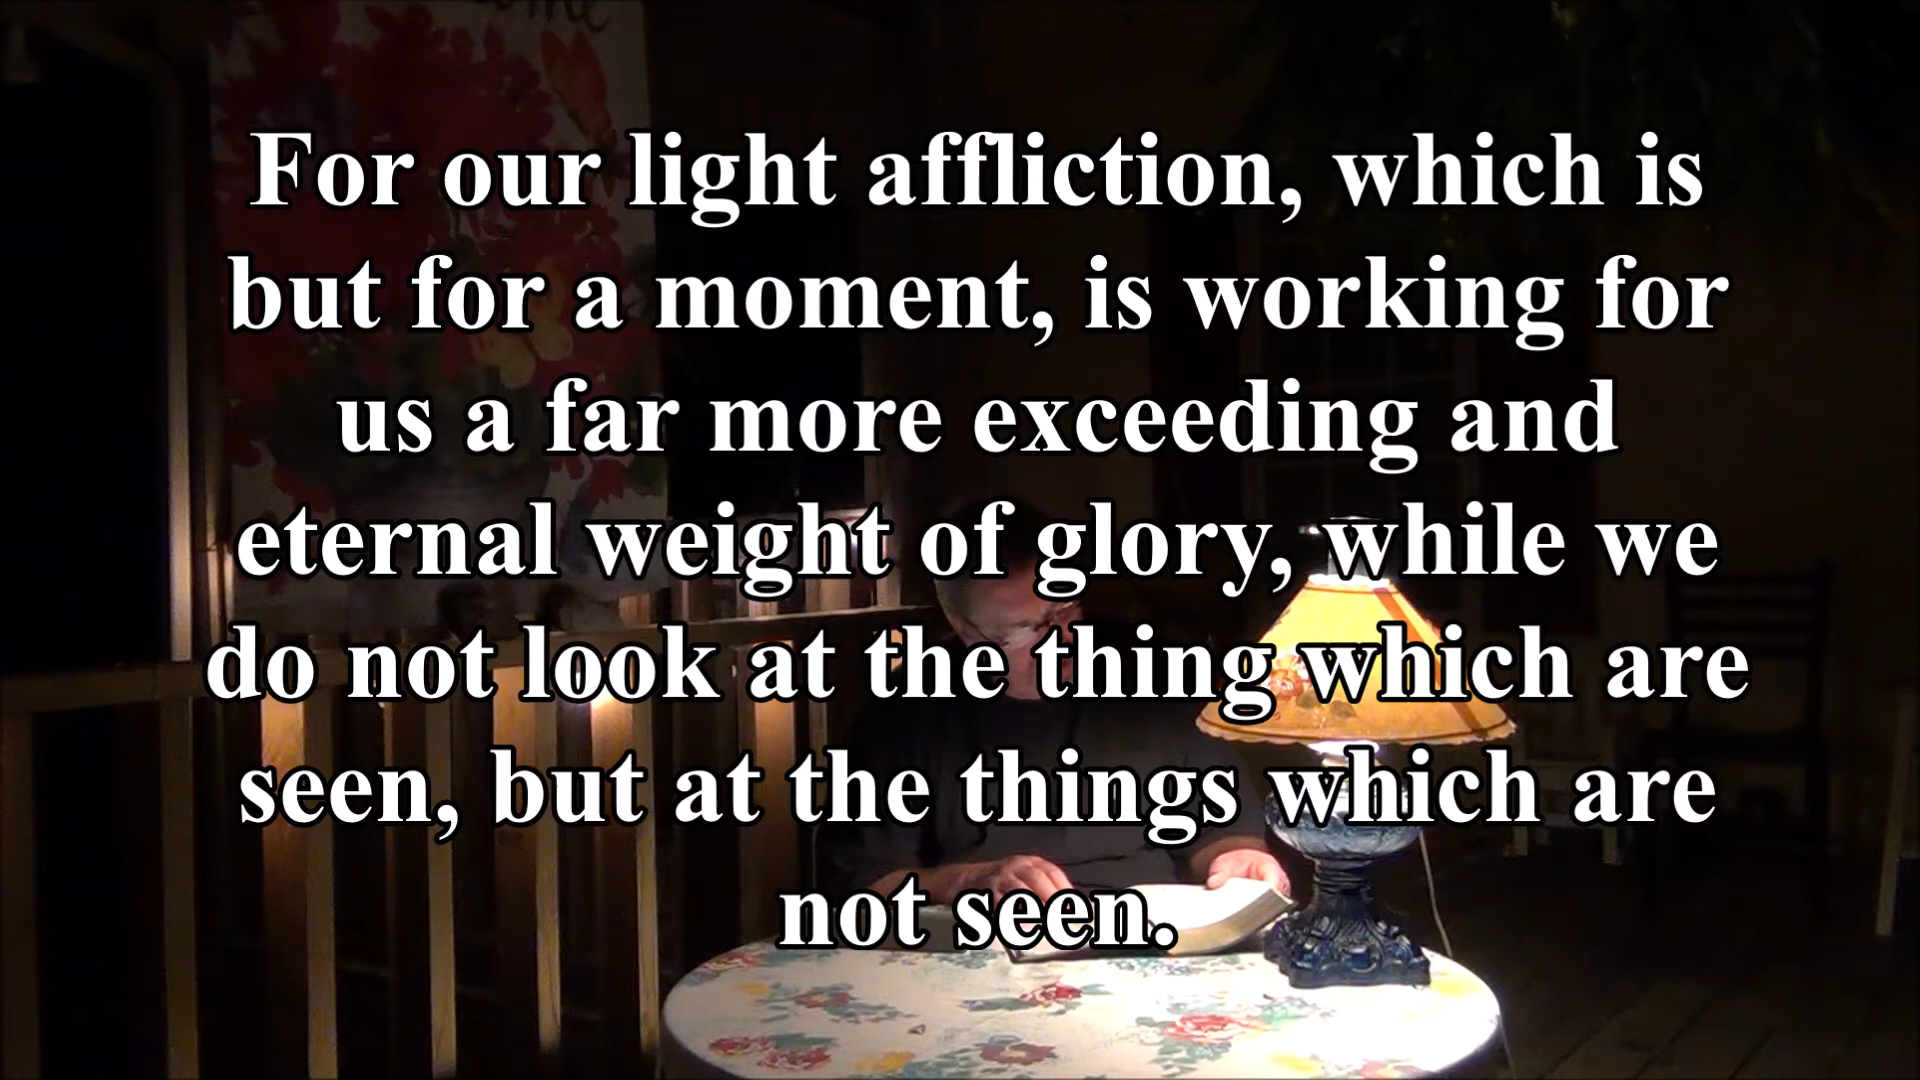 For our light affliction, which is
but for a moment, is working for
us a far more exceeding and
eternal weight of glory, while we
do not look at the thing which are
seen, but at the things which are
not seen.